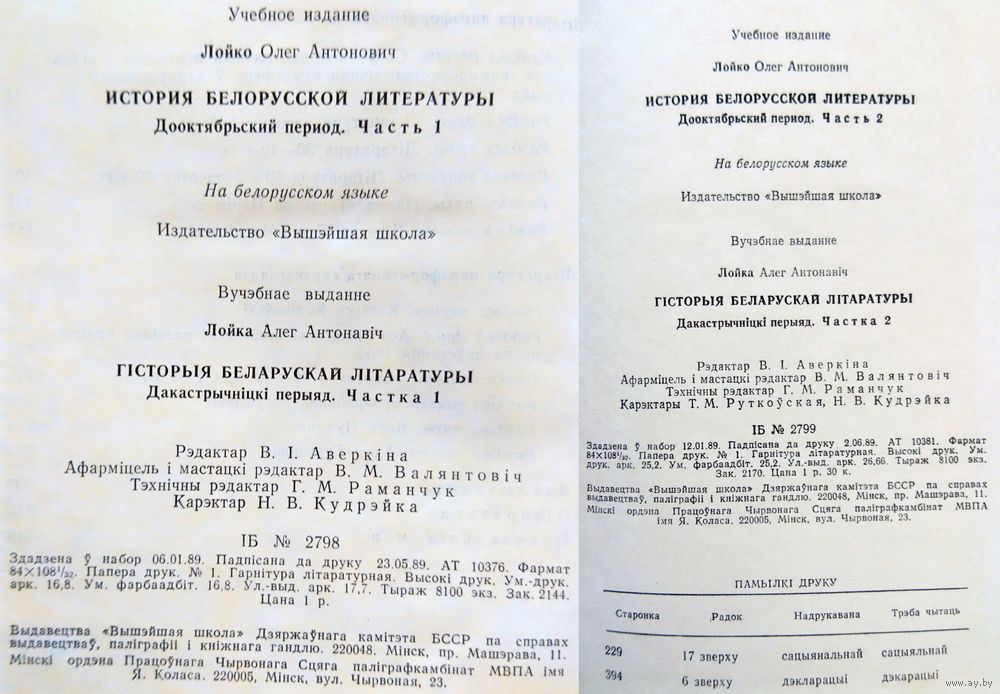 Учебное издание
Лойко Олег Антонович
ИСТОРИЯ БЕЛОРУССКОЙ ЛИТЕРАТУРЫ
Дооктябрьский период. Часть 1
На белорусском языке
Издательство «Вышэйшая школа»
Вучэбнае выданне
Лойка Алег Антонавіч
ГІСТОРЫЯ БЕЛАРУСКАЙ ЛІТАРАТУРЫ
Дакастрычніцкі перыяд. Частка 1
Рэдактар В. І. Аверкіна
Афарміцель і мастацкі рэдактар В. М. Валянтовіч
Тэхнічны рэдактар Г. М. Раманчук
Карэктар Н. В. Кудрэйка
ІБ № 2798
Здадзена ў набор 06.01.89. Падпісана да друку 23.05.89. АТ 10376. Фармат
84×108¹/₃₂. Папера друк. № 1. Гарнітура літаратурная. Высокі друк. Ум.-друк.
арк. 16,8. Ум. фарбаадбіт. 16,8. Ул.-выд. арк. 17,7. Тыраж 8100 экз. Зак. 2144.
Цана 1 р.
Выдавецтва «Вышэйшая школа» Дзяржаўнага камітэта БССР па справах
выдавецтваў, паліграфіі і кніжнага гандлю. 220048. Мінск, пр. Машэрава, 11.
Мінскі ордэна Працоўнага Чырвонага Сцяга паліграфкамбінат МВПА імя
Я. Коласа. 220005, Мінск, вул. Чырвоная, 23.
Учебное издание
Лойко Олег Антонович
ИСТОРИЯ БЕЛОРУССКОЙ ЛИТЕРАТУРЫ
Дооктябрьский период. Часть 2
На белорусском языке
Издательство «Вышэйшая школа»
Вучэбнае выданне
Лойка Алег Антонавіч
ГІСТОРЫЯ БЕЛАРУСКАЙ ЛІТАРАТУРЫ
Дакастрычніцкі перыяд. Частка 2
Рэдактар В. І. Аверкіна
Афарміцель і мастацкі рэдактар В. М. Валянтовіч
Тэхнічны рэдактар Г. М. Раманчук
Карэктары Т. М. Руткоўская, Н. В. Кудрэйка
ІБ № 2799
Здадзена ў набор 12.01.89. Падпісана да друку 2.06.89. АТ 10381. Фармат
84×108¹/₃₂. Папера друк. № 1. Гарнітура літаратурная. Высокі друк. Ум.
друк. арк. 25,2. Ум. фарбаадбіт. 25,2. Ул.-выд. арк. 26,66. Тыраж 8100 экз.
Зак. 2170. Цана 1 р. 30 к.
Выдавецтва «Вышэйшая школа» Дзяржаўнага камітэта БССР па справах
выдавецтваў, паліграфіі і кніжнага гандлю. 220048, Мінск, пр. Машэрава, 11.
Мінскі ордэна Працоўнага Чырвонага Сцяга паліграфкамбінат МВПА
імя Я. Коласа. 220005, Мінск, вул. Чырвоная, 23.
ПАМЫЛКІ ДРУКУ
Старонка Радок Надрукавана Трэба чытаць
229 17 зверху сацыянальнай сацыяльнай
394 6 зверху дэкларацыі дэкарацыі
www.ay.by